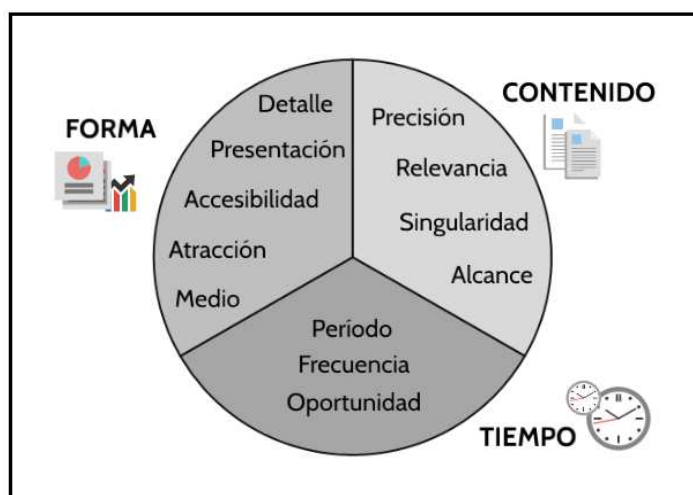 FORMA
Detalle
Presentación
Accesibilidad
Atracción
Medio
CONTENIDO
Precisión
Relevancia
Singularidad
Alcance
Período
Frecuencia
Oportunidad
TIEMPO